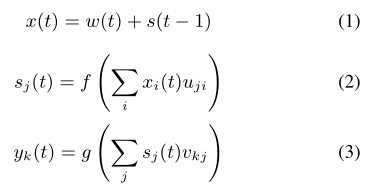 x(t) = w(t) + s(t − 1) (1)
s_j(t) = f ( ∑_i x_i(t)u_{ji} ) (2)
y_k(t) = g ( ∑_j s_j(t)v_{kj} ) (3)